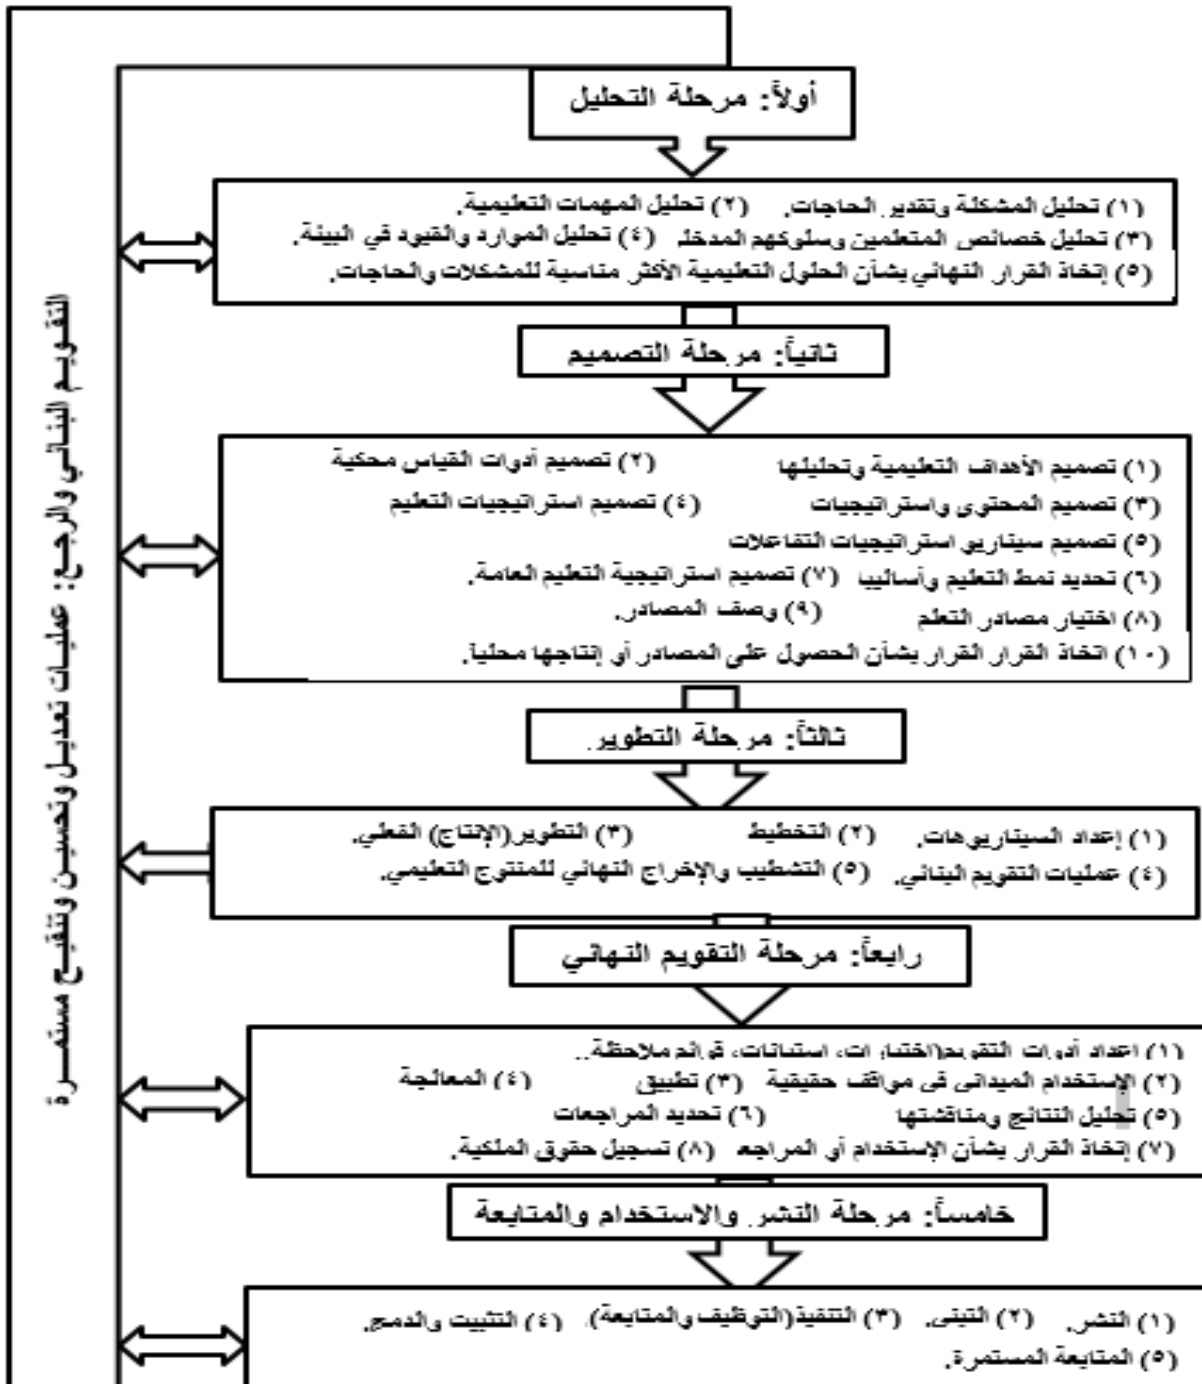 أولاً: مرحلة التحليل
(١) تحليل المشكلة وتقدير الحاجات. (٢) تحليل المهمات التعليمية.
(٣) تحليل خصائص المتعلمين وسلوكهم المدخلـ (٤) تحليل الموارد والقيود في البيئة.
(٥) إتخاذ القرار النهائي بشأن الحلول التعليمية الأكثر مناسبة للمشكلات والحاجات.
ثانياً: مرحلة التصميم
(١) تصميم الأهداف التعليمية وتحليلها (٢) تصميم أدوات القياس محكية
(٣) تصميم المحتوى واستراتيجيات (٤) تصميم استراتيجيات التعليم
(٥) تصميم سيناريو استراتيجيات التفاعلات
(٦) تحديد نمط التعليم وأساليبا (٧) تصميم استراتيجية التعليم العامة.
(٨) اختيار مصادر التعلم (٩) وصف المصادر.
(١٠) اتخاذ القرار القرار بشأن الحصول على المصادر أو إنتاجها محلياً.
ثالثاً: مرحلة التطوير
(١) إعداد السيناريوهات. (٢) التخطيط (٣) التطوير(الإنتاج) الفعلي.
(٤) عمليات التقويم البنائي. (٥) التشطيب والإخراج النهائي للمنتوج التعليمي.
رابعاً: مرحلة التقويم النهائي
(١) اعداد أدوات التقويم(اختبارات، استبانات، قوائم ملاحظة..
(٢) الإستخدام الميدانى فى مواقف حقيقية (٣) تطبيق (٤) المعالجة
(٥) تحليل النتائج ومناقشتها (٦) تحديد المراجعات
(٧) إتخاذ القرار بشأن الإستخدام أو المراجعـ (٨) تسجيل حقوق الملكية.
خامساً: مرحلة النشر والاستخدام والمتابعة
(١) النشر. (٢) التبنى. (٣) التنفيذ(التوظيف والمتابعة). (٤) التثبيت والدمج.
(٥) المتابعة المستمرة.
التقويم البنائي والرجع: عمليات تعديل وتحسين وتنقيح مستمرة